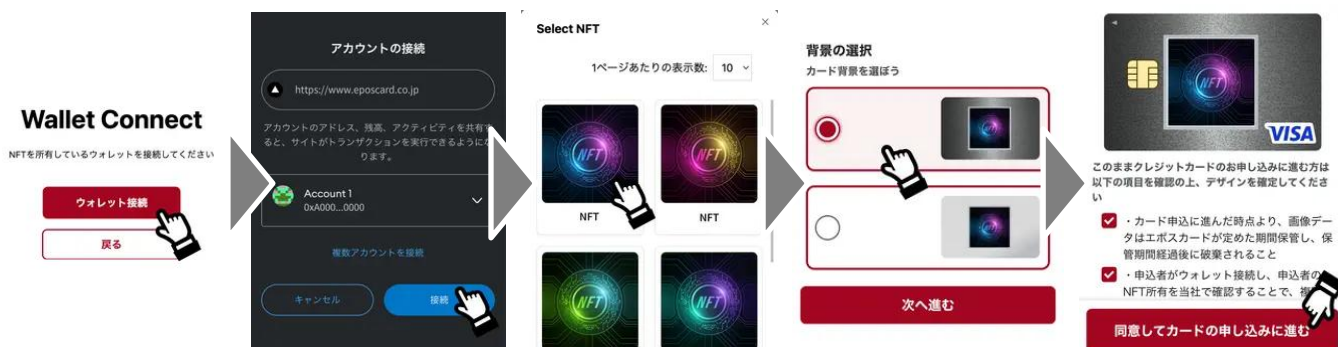 Wallet Connect
NFTを所有しているウォレットを接続してください
ウォレット接続
戻る
アカウントの接続
https://www.eposcard.co.jp
アカウントのアドレス、残高、アクティビティを共有す
ると、サイトがトランザクションを実行できるようにな
ります。
Account 1
0xA000...0000
複数アカウントを接続
キャンセル
接続
Select NFT
×
1ページあたりの表示数: 10
NFT
NFT
NFT
NFT
NFT
NFT
背景の選択
カード背景を選ぼう
次へ進む
NFT
VISA
このままクレジットカードのお申し込みに進む方は
以下の項目を確認の上、デザインを確定してくださ
い
・カード申込に進んだ時点より、画像デー
タはエポスカードが定めた期間保管し、保
管期間経過後に破棄されること
・申込者がウォレット接続し、申込者の
NFT所有を当社で確認することで、
同意してカードの申し込みに進む